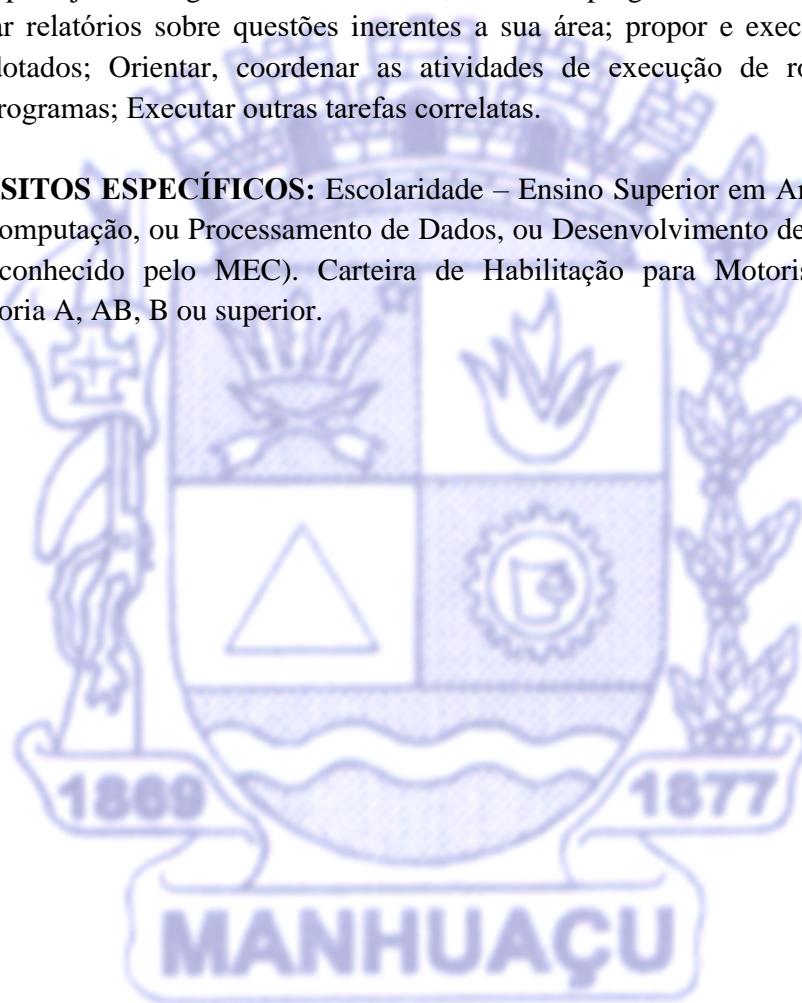 ar relatórios sobre questões inerentes a sua área; propor e exec
dotados; Orientar, coordenar as atividades de execução de ro
rogramas; Executar outras tarefas correlatas.
SITOS ESPECÍFICOS: Escolaridade – Ensino Superior em A
omputação, ou Processamento de Dados, ou Desenvolvimento de
conhecido pelo MEC). Carteira de Habilitação para Motoris
oria A, AB, B ou superior.
1869
1877
MANHUAÇU